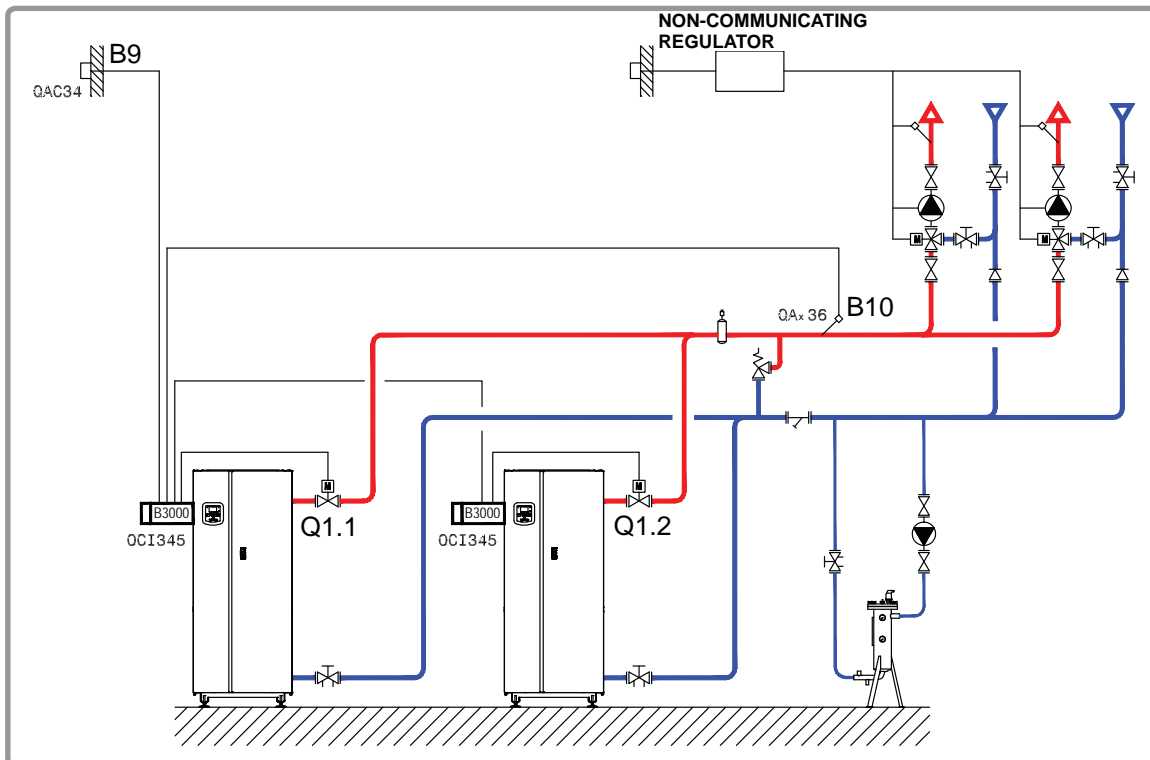 NON-COMMUNICATING
REGULATOR
B9
QAC34
M
M
QAx 36
B10
M
M
B3000
OCI345
Q1.1
B3000
OCI345
Q1.2